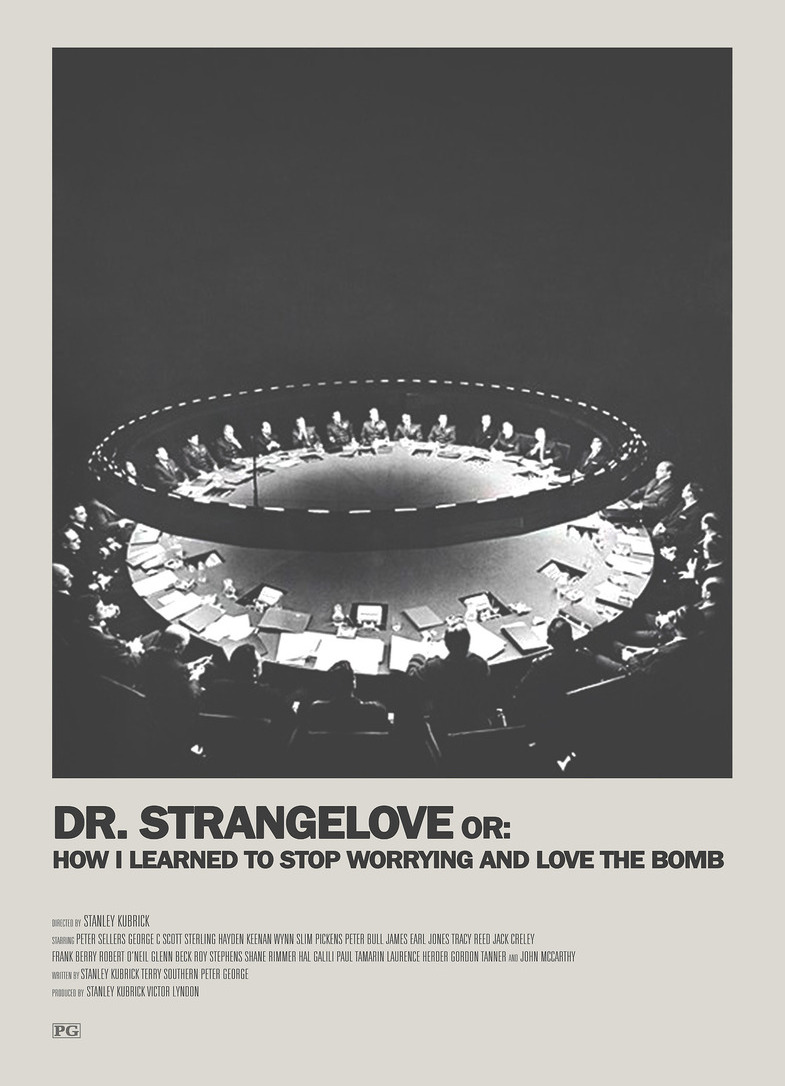 DR. STRANGELOVE OR:
HOW I LEARNED TO STOP WORRYING AND LOVE THE BOMB
DIRECTED BY STANLEY KUBRICK
STARRING PETER SELLERS GEORGE C SCOTT STERLING HAYDEN KEENAN WYNN SLIM PICKENS PETER BULL JAMES EARL JONES TRACY REED JACK CRELEY
FRANK BERRY ROBERT O'NEIL GLENN BECK ROY STEPHENS SHANE RIMMER HAL GALILI PAUL TAMARIN LAURENCE HERDER GORDON TANNER AND JOHN MCCARTHY
WRITTEN BY STANLEY KUBRICK TERRY SOUTHERN PETER GEORGE
PRODUCED BY STANLEY KUBRICK VICTOR LYNDON
PG